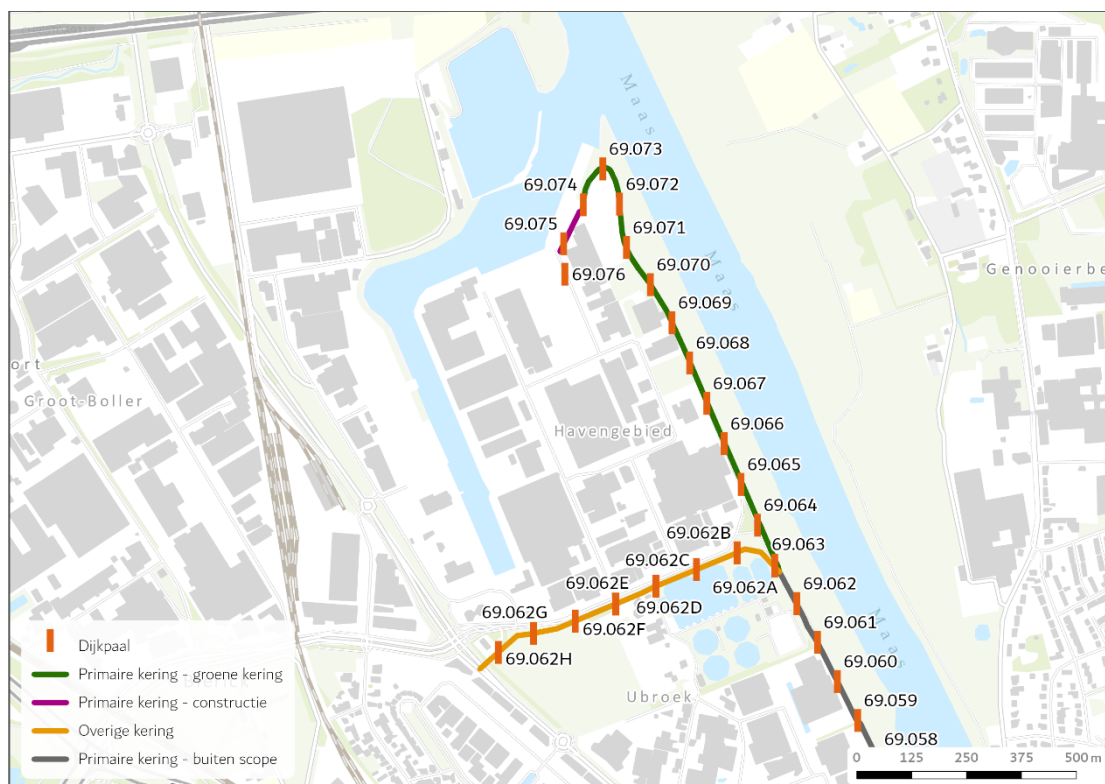 Maas
69.073
69.074
69.072
69.075
69.071
69.076
69.070
Maas
Genooierbe
69.069
69.068
ort
69.067
Groot-Boller
Havengebied
69.066
69.065
69.064
69.062B
69.063
69.062C
69.062E
69.062A
69.062
69.062G
69.062D
69.061
69.062F
Maas
69.062H
69.060
Ubroek
69.059
69.058
Dijkpaal
Primaire kering - groene kering
Primaire kering - constructie
Overige kering
Primaire kering - buiten scope
0 125 250 375 500m